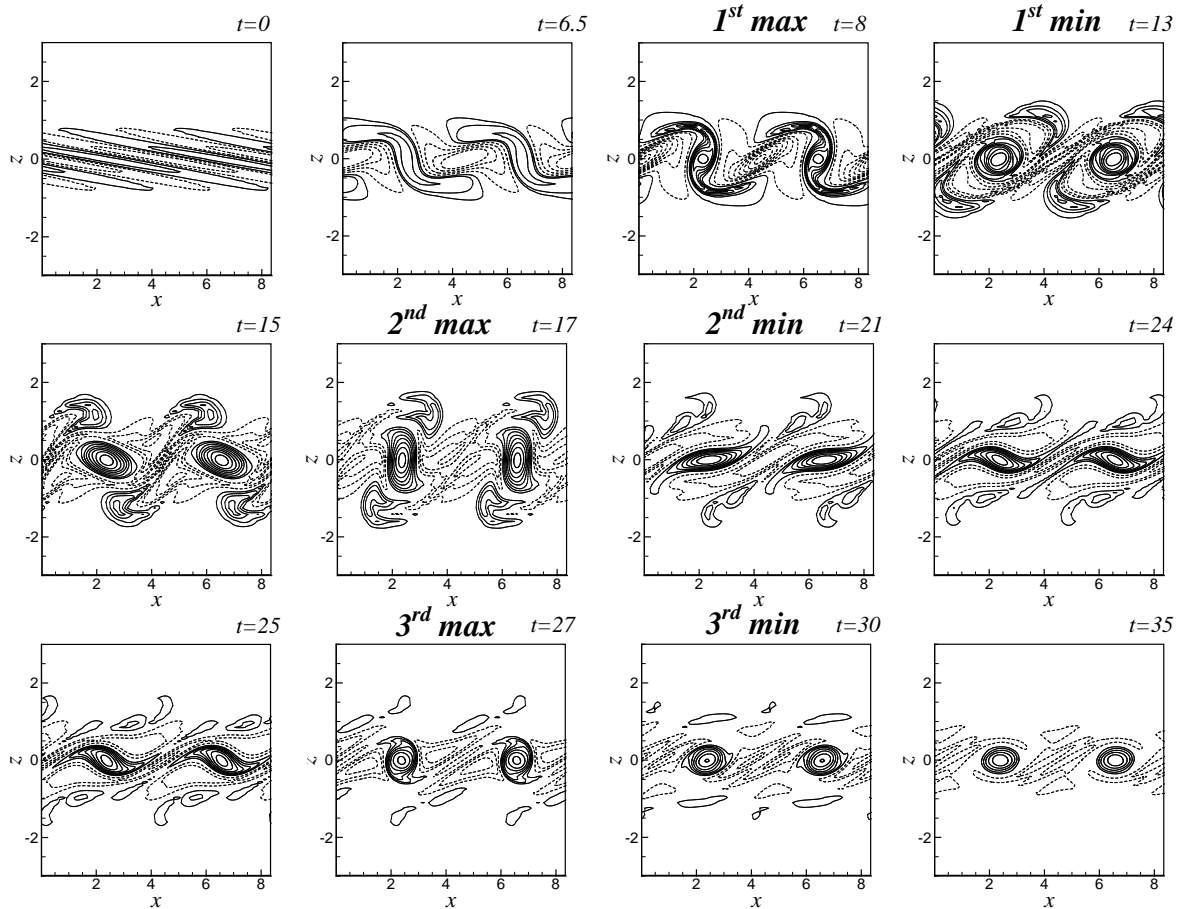 t=0
t=6.5
1st max t=8
1st min t=13
2
0
-2
z
2 4 6 8
x
2
0
-2
z
2 4 6 8
x
2
0
-2
z
2 4 6 8
x
2
0
-2
z
2 4 6 8
x
t=15
2nd max t=17
2nd min t=21
t=24
2
0
-2
z
2 4 6 8
x
2
0
-2
z
2 4 6 8
x
2
0
-2
z
2 4 6 8
x
2
0
-2
z
2 4 6 8
x
t=25
3rd max t=27
3rd min t=30
t=35
2
0
-2
z
2 4 6 8
x
2
0
-2
z
2 4 6 8
x
2
0
-2
z
2 4 6 8
x
2
0
-2
z
2 4 6 8
x